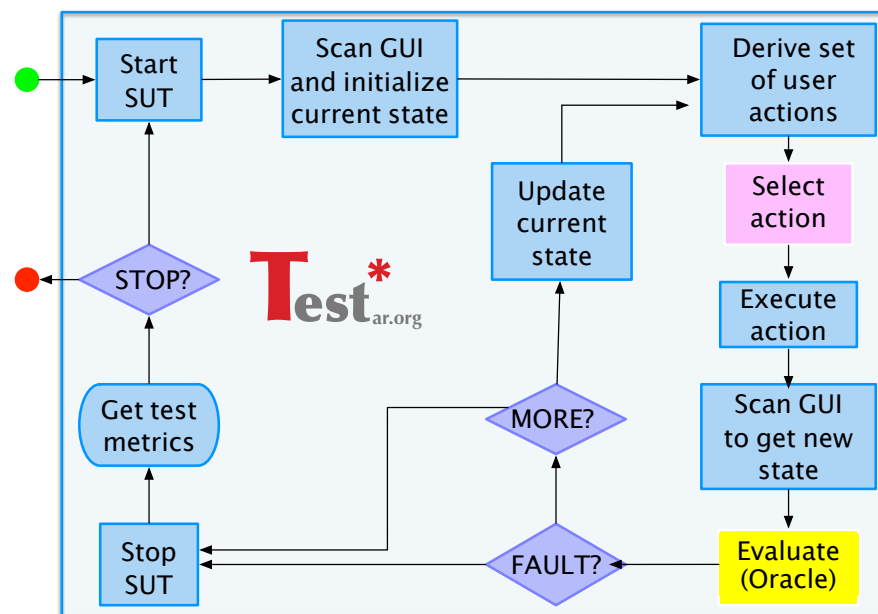 Start
SUT
Scan GUI
and initialize
current state
Derive set
of user
actions
Select
action
Update
current
state
STOP?
Test*
ar.org
Execute
action
Get test
metrics
MORE?
Scan GUI
to get new
state
Stop
SUT
FAULT?
Evaluate
(Oracle)